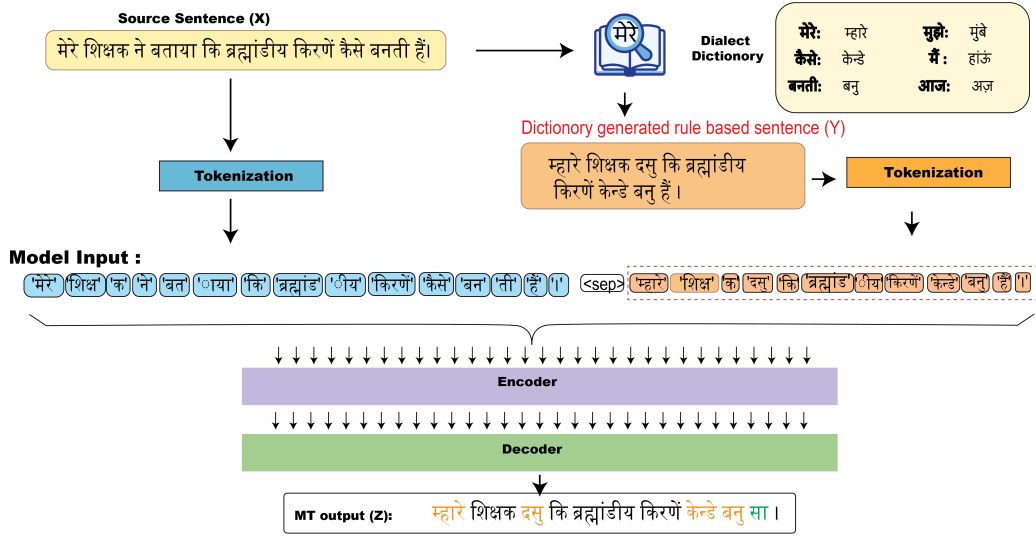 Source Sentence (X)
मेरे शिक्षक ने बताया कि ब्रह्मांडीय किरणें कैसे बनती हैं।
मेरे
Dialect
Dictionary
मेरे: म्हारे मुझे: मुंबे
कैसे: केन्डे मैं : हांऊं
बनती: बनु आज: अज़
Dictionory generated rule based sentence (Y)
म्हारे शिक्षक दसु कि ब्रह्मांडीय
किरणें केन्डे बनु हैं ।
Tokenization
Tokenization
Model Input :
'मेरे' 'शिक्ष' 'क' 'ने' 'बत' 'ाया' 'कि' 'ब्रह्मांड' 'ीय' 'किरणें' 'कैसे' 'बन' 'ती' 'हैं' '।' <sep> 'म्हारे' 'शिक्ष' 'क 'दसु' 'कि 'ब्रह्मांड' 'ीय 'किरणें' 'केन्डे' 'बनु' 'हैं '।'
Encoder
Decoder
MT output (Z): म्हारे शिक्षक दसु कि ब्रह्मांडीय किरणें केन्डे बनु सा ।